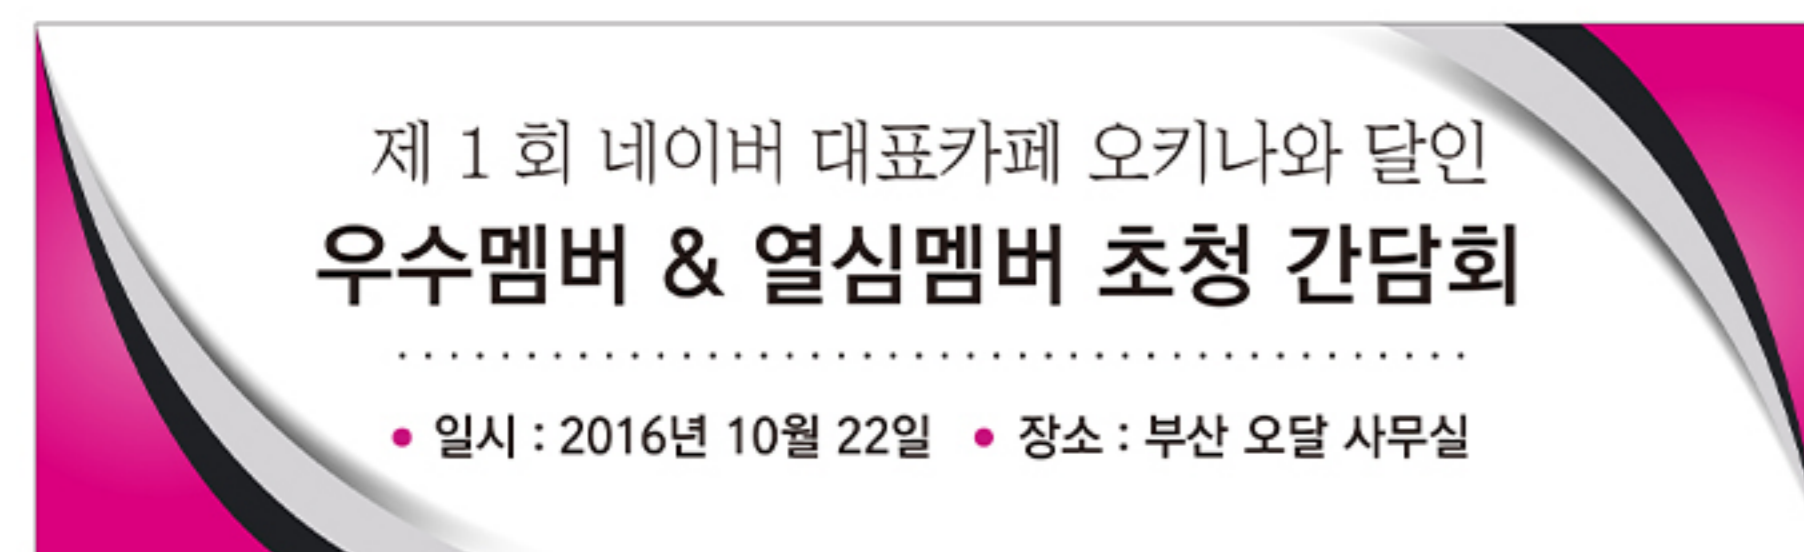 제 1 회 네이버 대표카페 오키나와 달인
우수멤버 & 열심멤버 초청 간담회
• 일시 : 2016년 10월 22일 • 장소 : 부산 오달 사무실